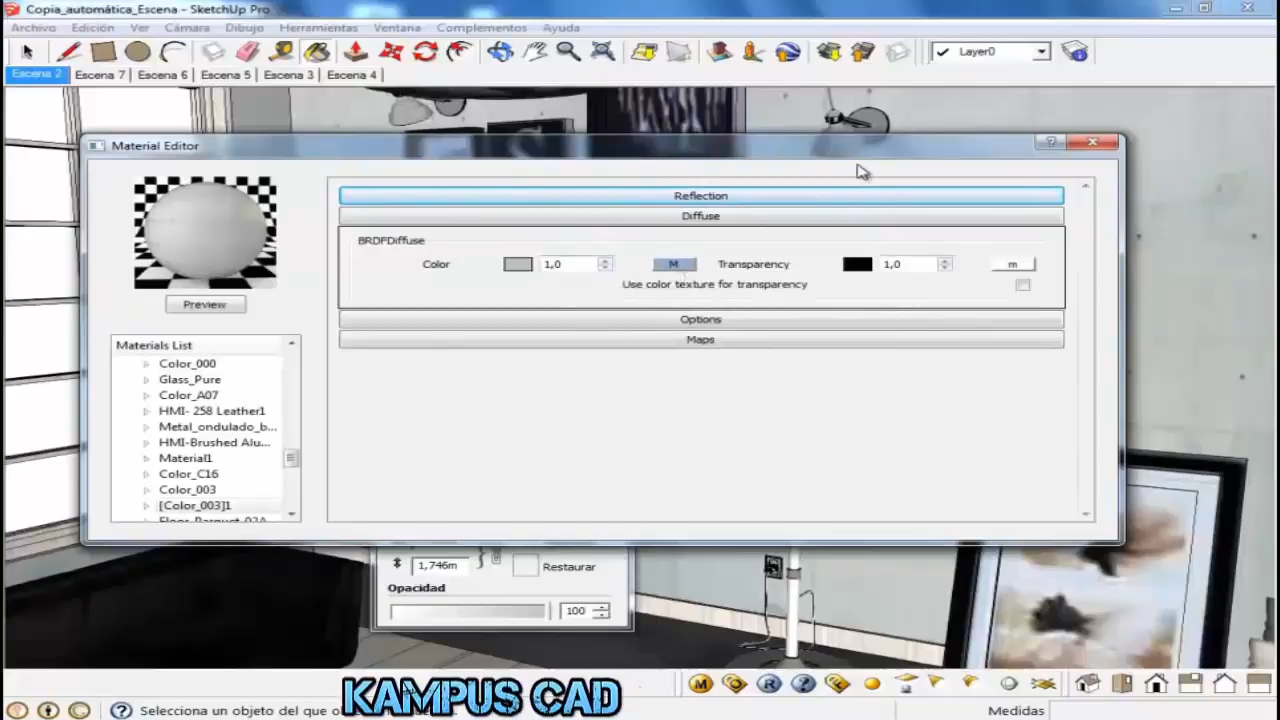 Copia_automática_Escena - SketchUp Pro
Archivo Edición Ver Cámara Dibujo Herramientas Ventana Complementos Ayuda
Layer0
Escena 2 Escena 7 Escena 6 Escena 5 Escena 3 Escena 4
Material Editor
Reflection
Diffuse
BRDFDiffuse
Color 1,0 M Transparency 1,0 m
Use color texture for transparency
Options
Maps
Preview
Materials List
Color_000
Glass_Pure
Color_A07
HMI- 258 Leather1
Metal_ondulado_b...
HMI-Brushed Alu...
Material1
Color_C16
Color_003
[Color_003]1
Floor_Parquet_02A
1,746m Restaurar
Opacidad
100
M R
KAMPUS CAD
Selecciona un objeto del que o
Medidas